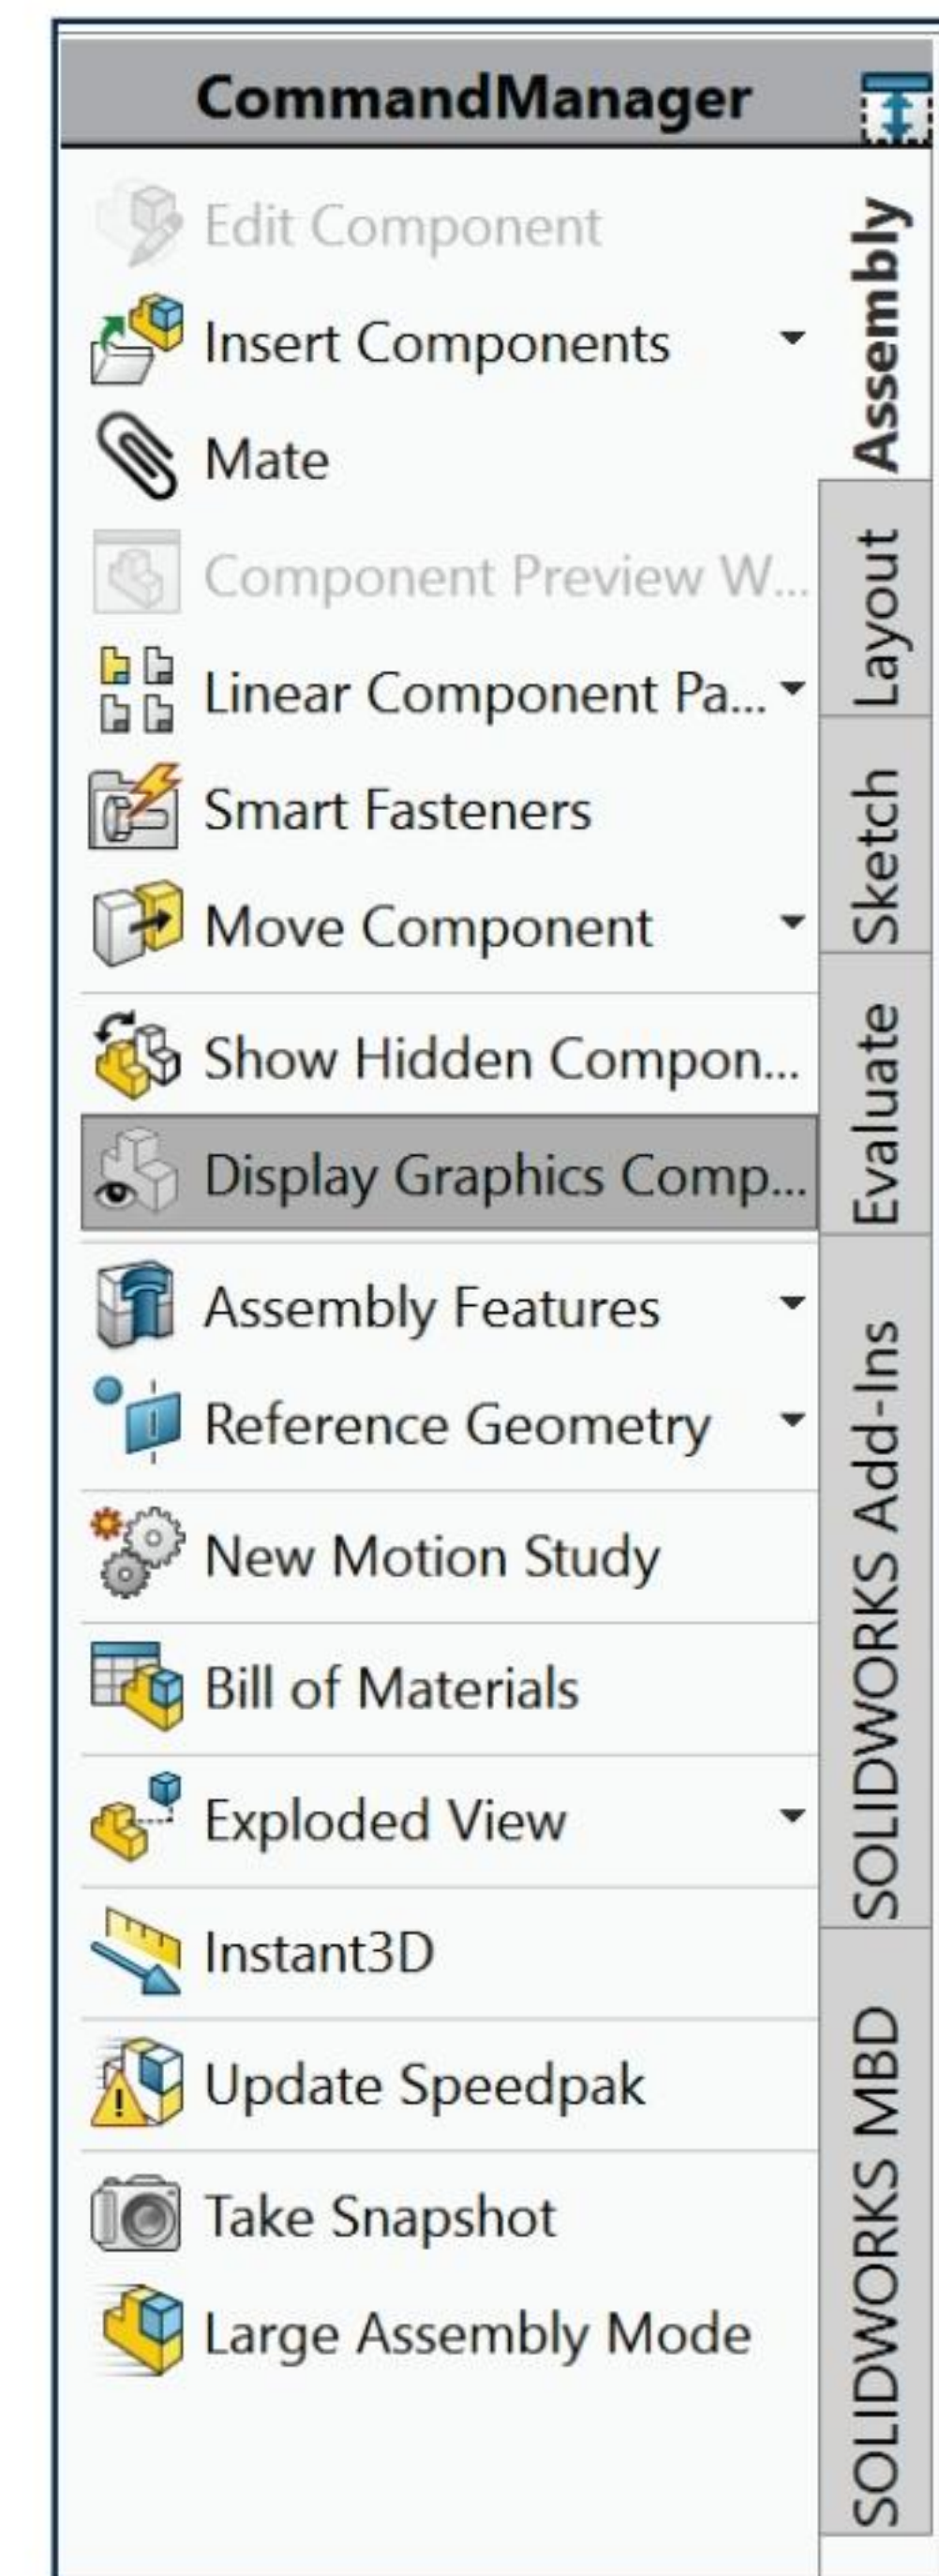 CommandManager
Edit Component
Insert Components
Mate
Component Preview W...
Linear Component Pa...
Smart Fasteners
Move Component
Show Hidden Compon...
Display Graphics Comp...
Assembly Features
Reference Geometry
New Motion Study
Bill of Materials
Exploded View
Instant3D
Update Speedpak
Take Snapshot
Large Assembly Mode
Assembly
Layout
Sketch
Evaluate
SOLIDWORKS Add-Ins
SOLIDWORKS MBD